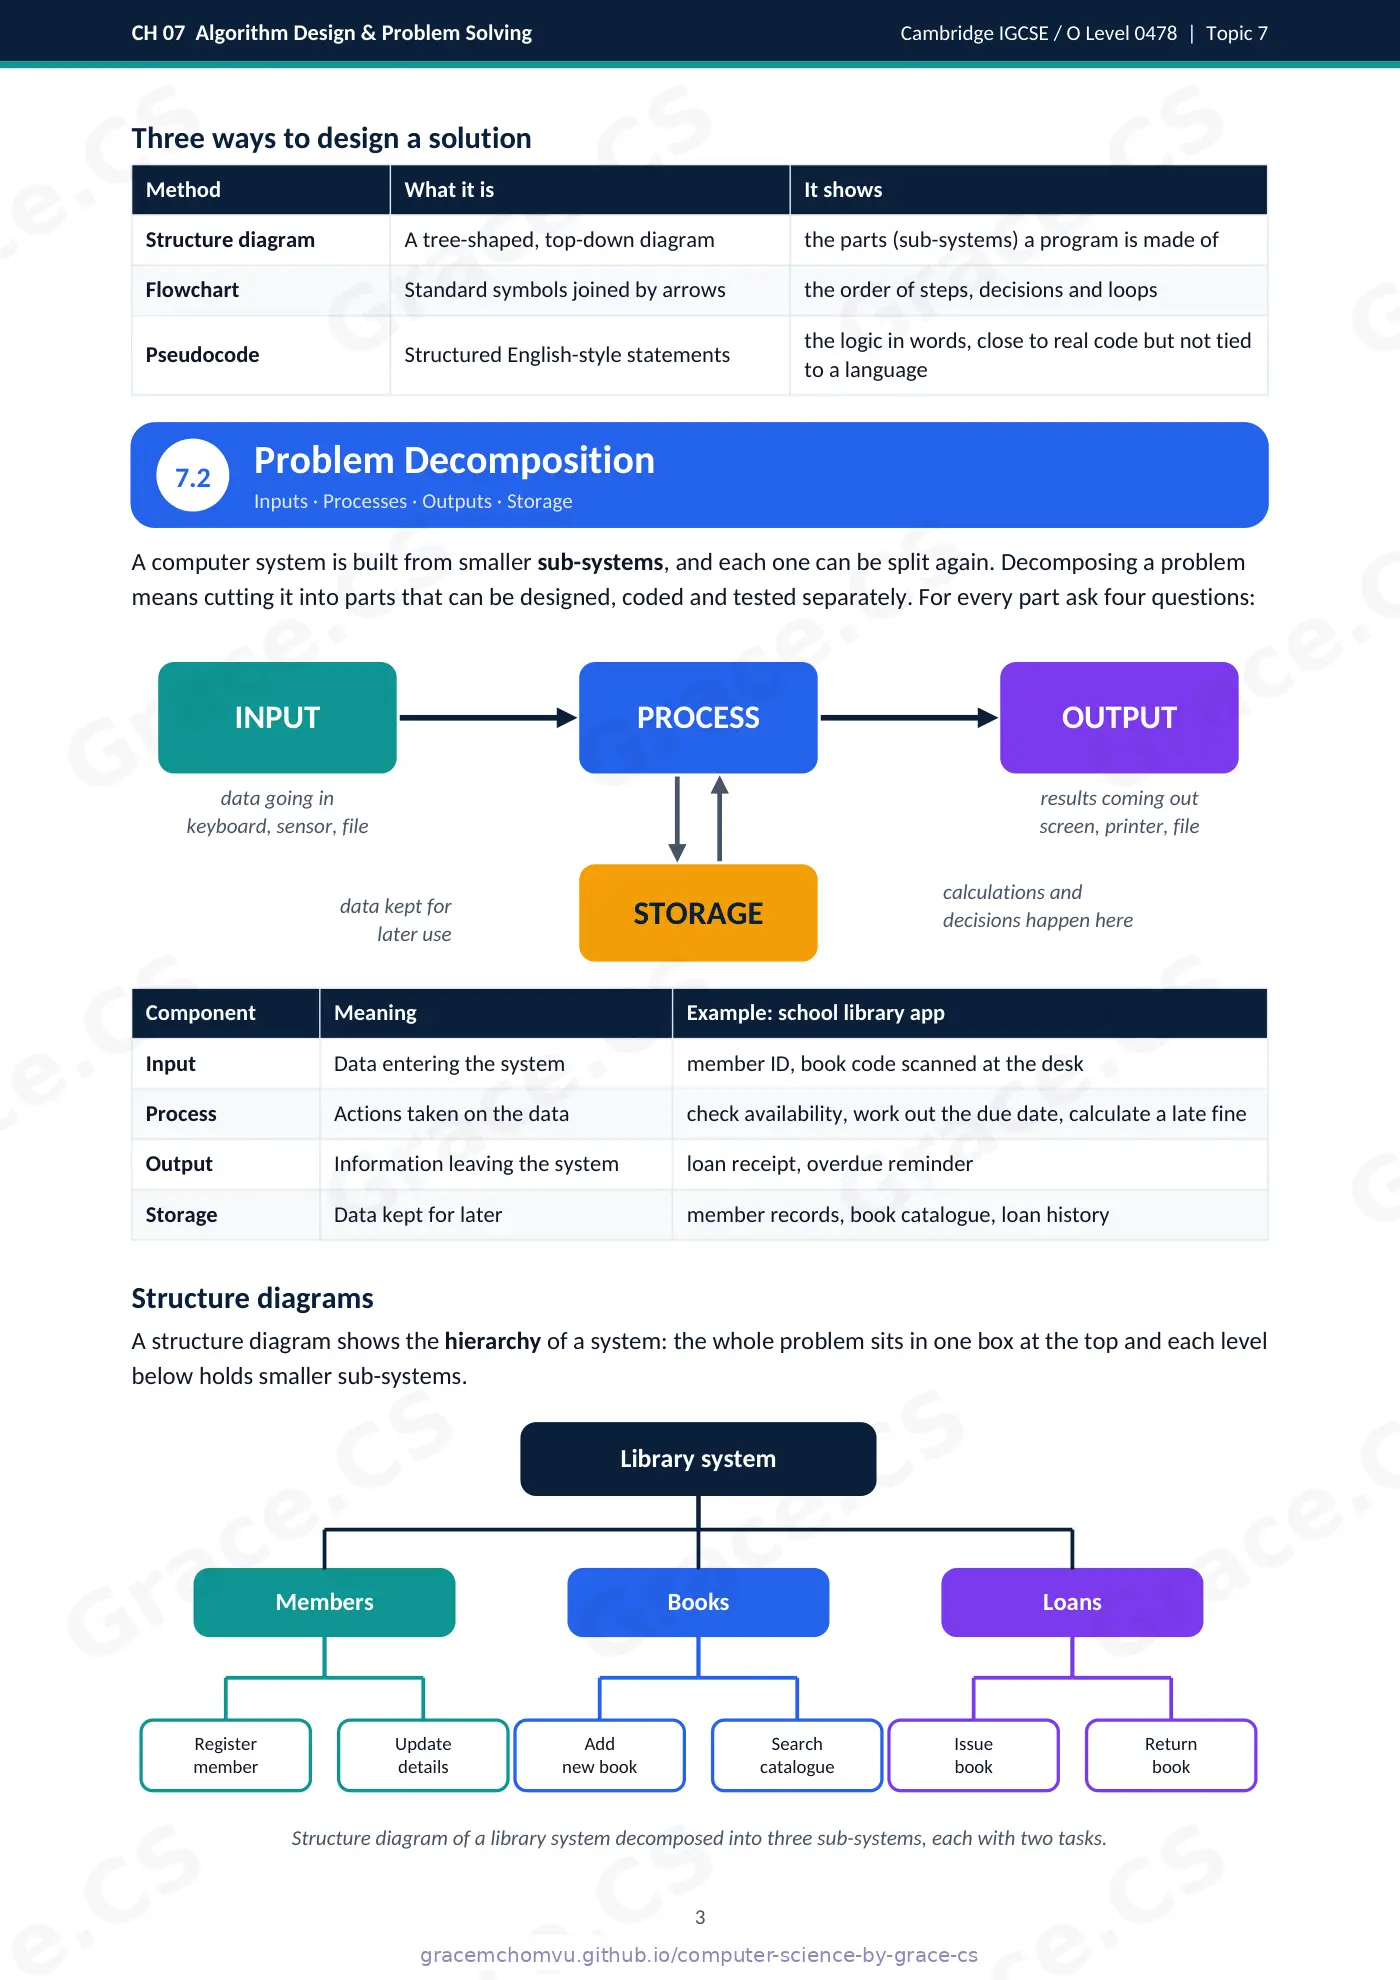 CH 07 Algorithm Design & Problem Solving
Cambridge IGCSE / O Level 0478 | Topic 7
Three ways to design a solution
Method What it is It shows
Structure diagram A tree-shaped, top-down diagram the parts (sub-systems) a program is made of
Flowchart Standard symbols joined by arrows the order of steps, decisions and loops
Pseudocode Structured English-style statements the logic in words, close to real code but not tied
to a language
7.2 Problem Decomposition
Inputs · Processes · Outputs · Storage
A computer system is built from smaller sub-systems, and each one can be split again. Decomposing a problem
means cutting it into parts that can be designed, coded and tested separately. For every part ask four questions:
INPUT PROCESS OUTPUT
data going in
keyboard, sensor, file
results coming out
screen, printer, file
data kept for
later use
STORAGE
calculations and
decisions happen here
Component Meaning Example: school library app
Input Data entering the system member ID, book code scanned at the desk
Process Actions taken on the data check availability, work out the due date, calculate a late fine
Output Information leaving the system loan receipt, overdue reminder
Storage Data kept for later member records, book catalogue, loan history
Structure diagrams
A structure diagram shows the hierarchy of a system: the whole problem sits in one box at the top and each level
below holds smaller sub-systems.
Library system
Members Books Loans
Register
member
Update
details
Add
new book
Search
catalogue
Issue
book
Return
book
Structure diagram of a library system decomposed into three sub-systems, each with two tasks.
3
gracemchomvu.github.io/computer-science-by-grace-cs
Grace.CS